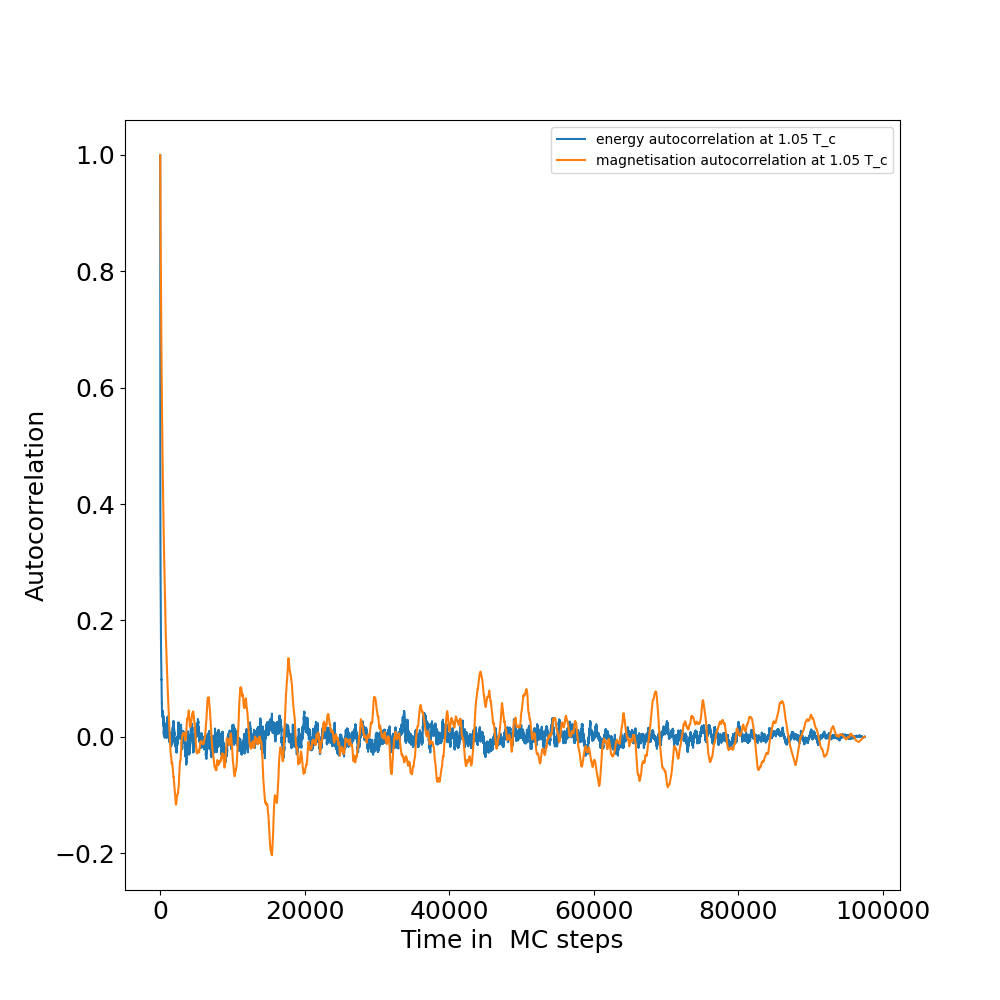 energy autocorrelation at 1.05 T_c
magnetisation autocorrelation at 1.05 T_c
1.0
0.8
0.6
0.4
0.2
0.0
−0.2
Autocorrelation
0 20000 40000 60000 80000 100000
Time in  MC steps